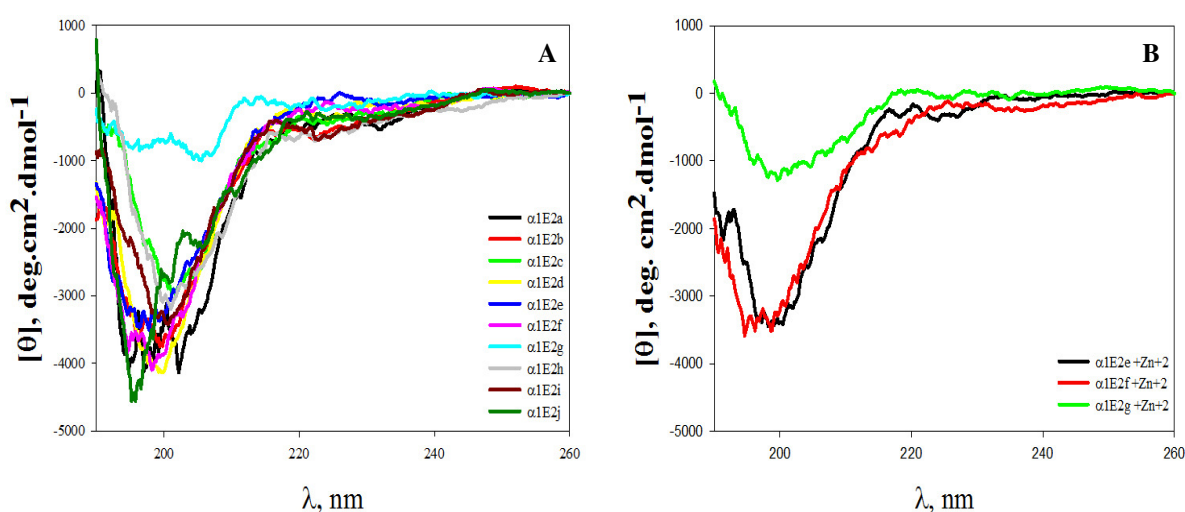 A
1000
0
-1000
-2000
-3000
-4000
-5000
200
220
240
260
[θ], deg.cm².dmol⁻¹
λ, nm
α1E2a
α1E2b
α1E2c
α1E2d
α1E2e
α1E2f
α1E2g
α1E2h
α1E2i
α1E2j
B
1000
0
-1000
-2000
-3000
-4000
-5000
200
220
240
260
[θ], deg. cm².dmol⁻¹
λ, nm
α1E2e +Zn+2
α1E2f +Zn+2
α1E2g +Zn+2